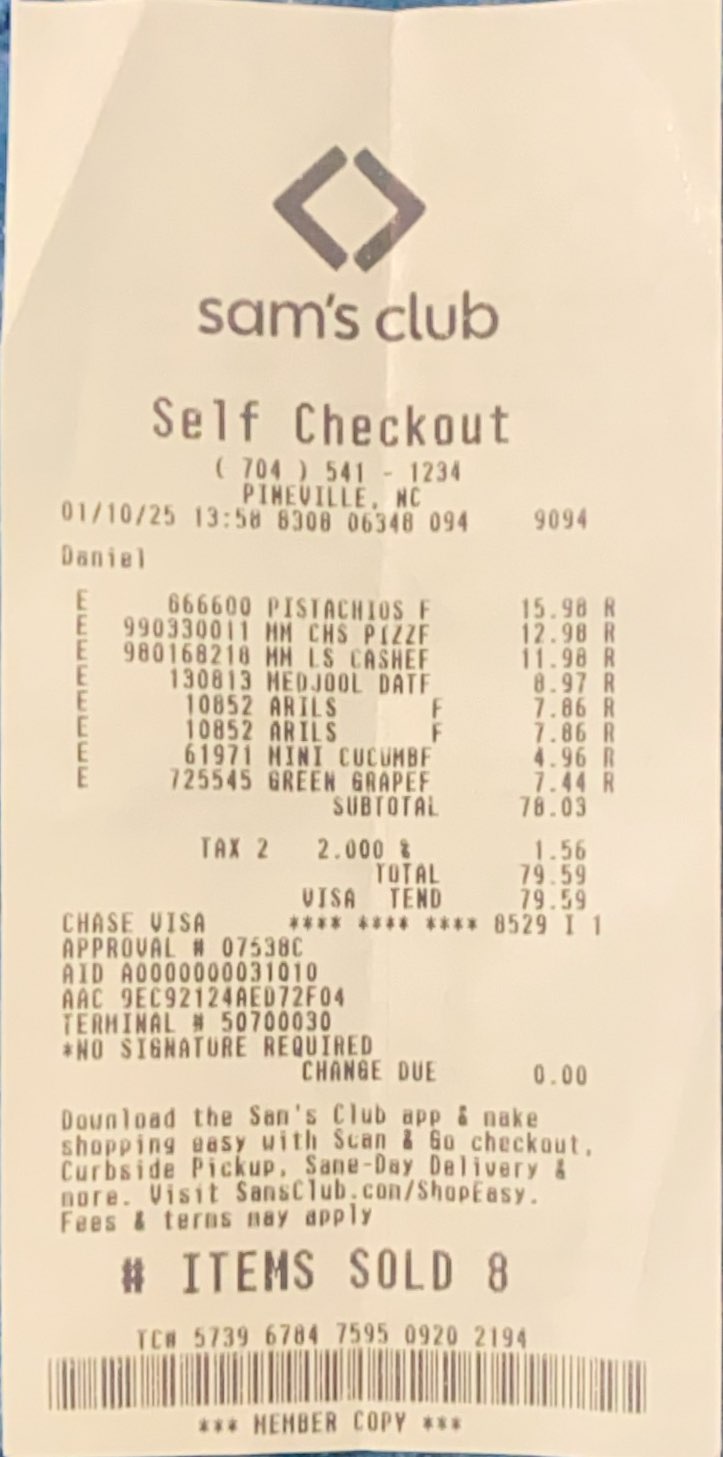 sam's club
Self Checkout
( 704 ) 541 - 1234
PINEVILLE, NC
01/10/25 13:58 8308 06348 094 9094
Daniel
E 666600 PISTACHIOS F 15.98 R
E 990330011 MM CHS PIZZF 12.98 R
E 980168218 MM LS CASHEF 11.98 R
E 130813 MEDJOOL DATF 8.97 R
E 10852 ARILS F 7.86 R
E 10852 ARILS F 7.86 R
E 61971 MINI CUCUMBF 4.96 R
E 725545 GREEN GRAPEF 7.44 R
SUBTOTAL 78.03
TAX 2 2.000 % 1.56
TOTAL 79.59
VISA TEND 79.59
CHASE VISA **** **** **** 8529 I 1
APPROVAL # 07538C
AID A0000000031010
AAC 9EC92124AED72F04
TERMINAL # 50700030
*NO SIGNATURE REQUIRED
CHANGE DUE 0.00
Download the Sam's Club app & make
shopping easy with Scan & Go checkout,
Curbside Pickup, Same-Day Delivery &
more. Visit SamsClub.com/ShopEasy.
Fees & terms may apply
# ITEMS SOLD 8
TC# 5739 6784 7595 0920 2194
*** MEMBER COPY ***